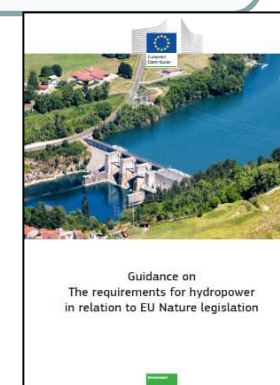 European
Commission
Guidance on
The requirements for hydropower
in relation to EU Nature legislation